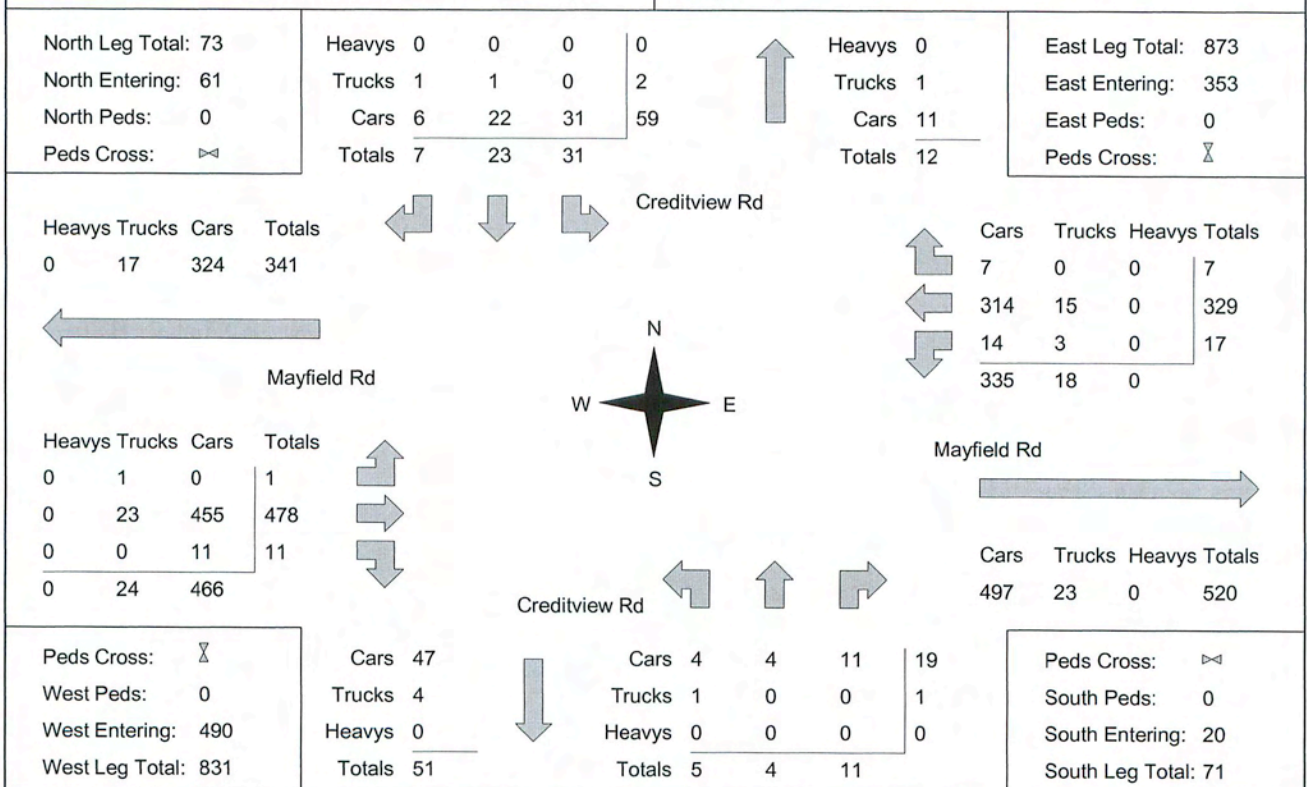 North Leg Total: 73
North Entering: 61
North Peds: 0
Peds Cross:
Heavys 0 0 0 0
Trucks 1 1 0 2
Cars 6 22 31 59
Totals 7 23 31
Heavys 0
Trucks 1
Cars 11
Totals 12
East Leg Total: 873
East Entering: 353
East Peds: 0
Peds Cross:
Creditview Rd
Heavys Trucks Cars Totals
0 17 324 341
Mayfield Rd
Cars Trucks Heavys Totals
7 0 0 7
314 15 0 329
14 3 0 17
335 18 0
N
W E
S
Heavys Trucks Cars Totals
0 1 0 1
0 23 455 478
0 0 11 11
0 24 466
Mayfield Rd
Cars Trucks Heavys Totals
497 23 0 520
Creditview Rd
Peds Cross:
West Peds: 0
West Entering: 490
West Leg Total: 831
Cars 47
Trucks 4
Heavys 0
Totals 51
Cars 4 4 11 19
Trucks 1 0 0 1
Heavys 0 0 0 0
Totals 5 4 11
Peds Cross:
South Peds: 0
South Entering: 20
South Leg Total: 71